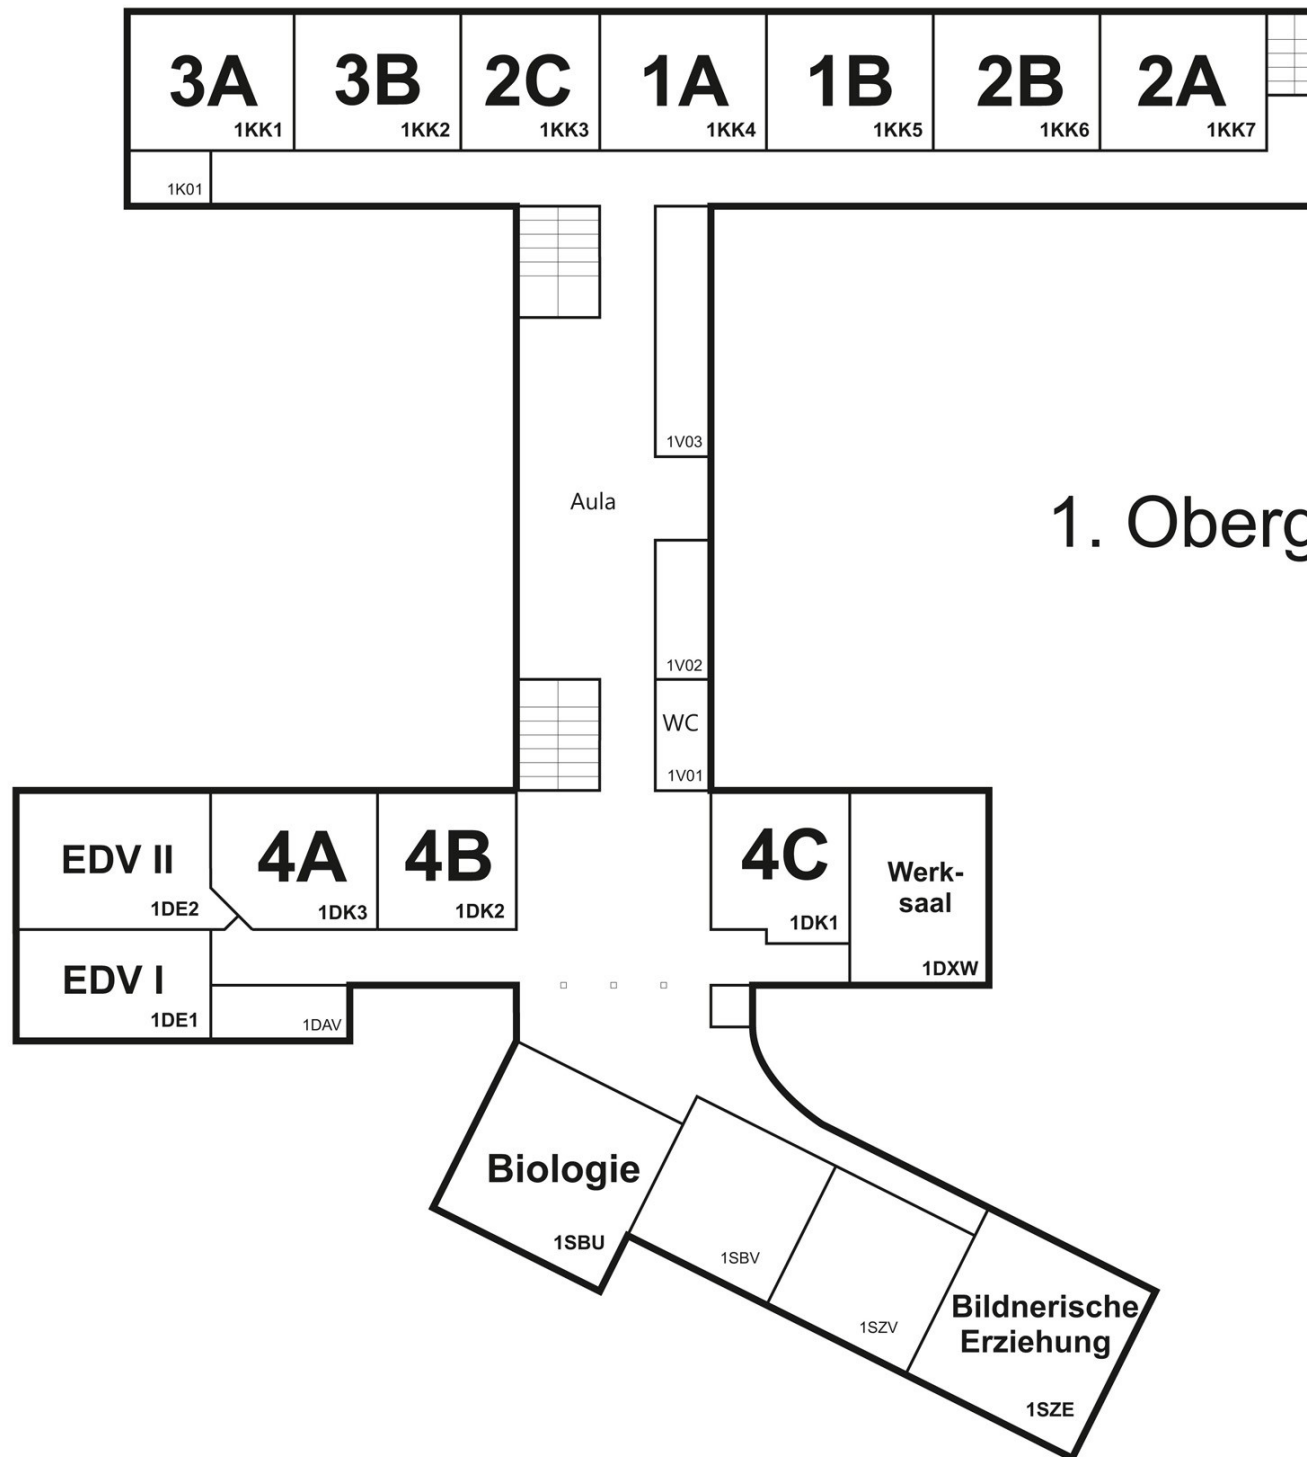 3A
1KK1
3B
1KK2
2C
1KK3
1A
1KK4
1B
1KK5
2B
1KK6
2A
1KK7
1K01
1V03
Aula
1. Oberg
1V02
WC
1V01
EDV II
1DE2
4A
1DK3
4B
1DK2
4C
1DK1
Werk-
saal
1DXW
EDV I
1DE1
1DAV
Biologie
1SBU
1SBV
1SZV
Bildnerische
Erziehung
1SZE